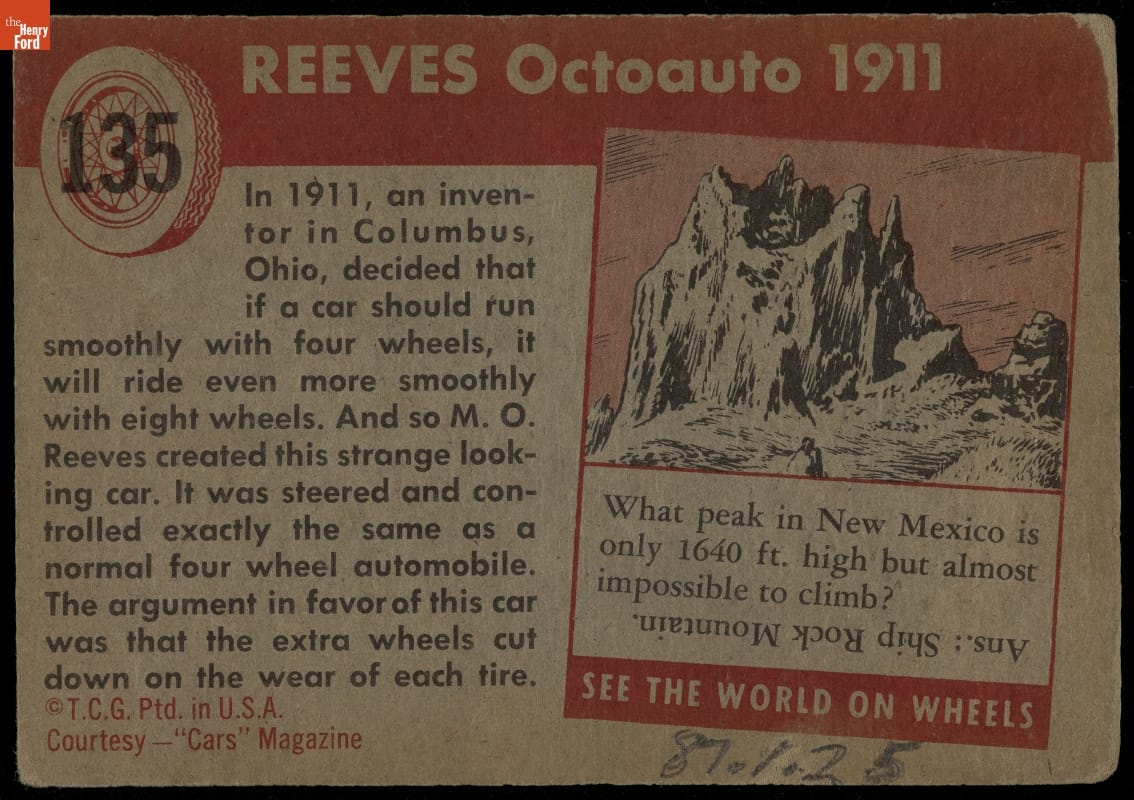 the
Henry
Ford
REEVES Octoauto 1911
135
In 1911, an inven-
tor in Columbus,
Ohio, decided that
if a car should run
smoothly with four wheels, it
will ride even more smoothly
with eight wheels. And so M. O.
Reeves created this strange look-
ing car. It was steered and con-
trolled exactly the same as a
normal four wheel automobile.
The argument in favor of this car
was that the extra wheels cut
down on the wear of each tire.
©T.C.G. Ptd. in U.S.A.
Courtesy—"Cars" Magazine
What peak in New Mexico is
only 1640 ft. high but almost
impossible to climb?
Ans.: Ship Rock Mountain.
SEE THE WORLD ON WHEELS
87.1.25